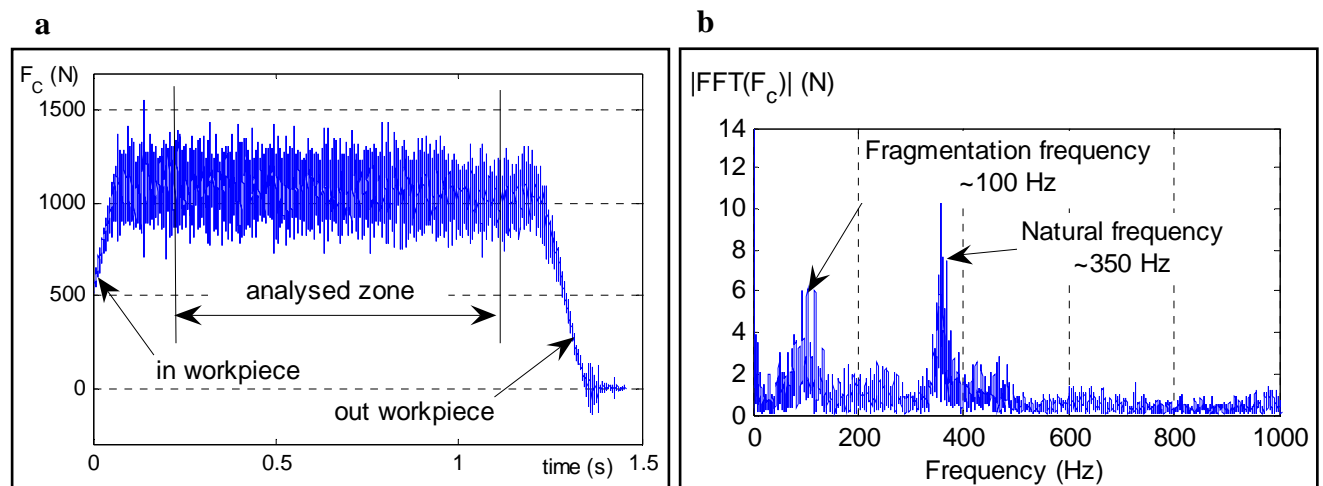 a
F_C (N)
1500
1000
500
0
analysed zone
in workpiece
out workpiece
0
0.5
1
time (s)
1.5
b
|FFT(F_c)| (N)
14
12
10
8
6
4
2
0
Fragmentation frequency
~100 Hz
Natural frequency
~350 Hz
0
200
400
600
800
1000
Frequency (Hz)